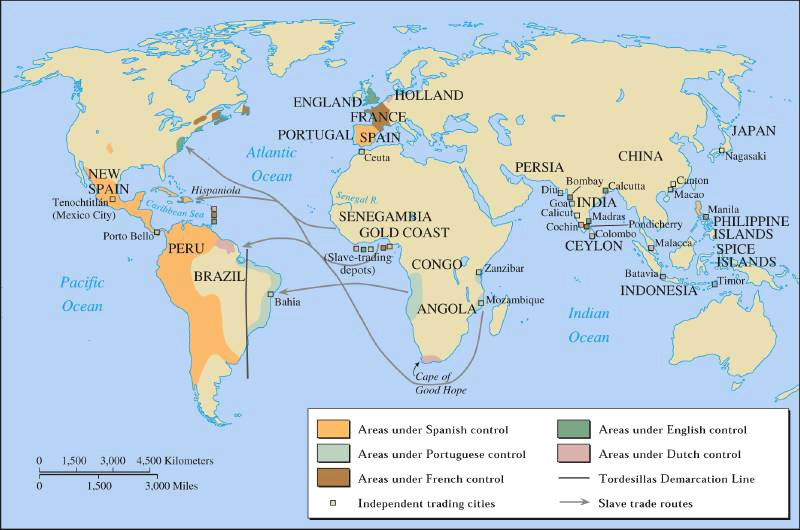 ENGLAND
HOLLAND
FRANCE
PORTUGAL
SPAIN
Ceuta
Atlantic
Ocean
NEW
SPAIN
Tenochtitlán
(Mexico City)
Hispaniola
Caribbean Sea
Porto Bello
PERU
BRAZIL
Bahia
Pacific
Ocean
Senegal R.
SENEGAMBIA
GOLD COAST
(Slave-trading
depots)
CONGO
ANGOLA
Zanzibar
Mozambique
Cape of
Good Hope
PERSIA
CHINA
JAPAN
Nagasaki
Diu
Bombay
Goa
Calcutta
INDIA
Canton
Macao
Calicut
Madras
Cochin
Pondicherry
Colombo
CEYLON
Malacca
Manila
PHILIPPINE
ISLANDS
SPICE
ISLANDS
Batavia
INDONESIA
Timor
Indian
Ocean
0 1,500 3,000 4,500 Kilometers
0 1,500 3,000 Miles
Areas under Spanish control
Areas under Portuguese control
Areas under French control
Independent trading cities
Areas under English control
Areas under Dutch control
Tordesillas Demarcation Line
Slave trade routes